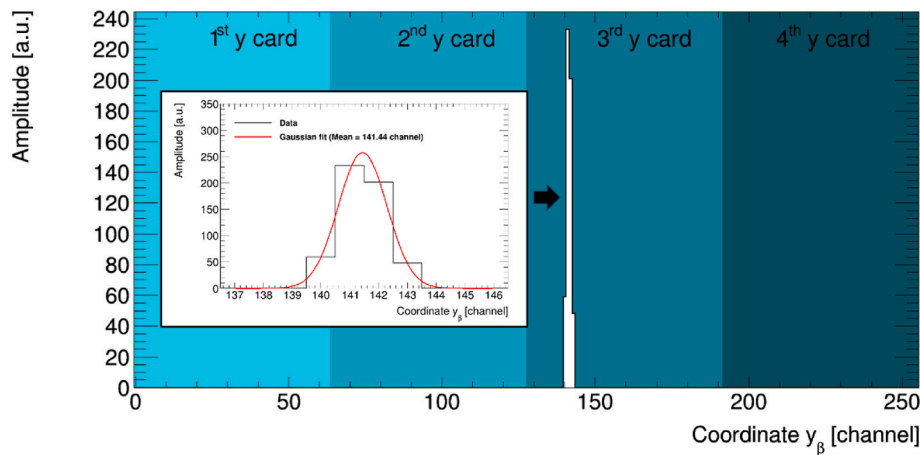 Amplitude [a.u.]
240
220
200
180
160
140
120
100
80
60
40
20
0
1st y card
2nd y card
3rd y card
4th y card
Amplitude [a.u.]
350
300
250
200
150
100
50
0
Data
Gaussian fit (Mean = 141.44 channel)
137 138 139 140 141 142 143 144 145 146
Coordinate yβ [channel]
0 50 100 150 200 250
Coordinate yβ [channel]